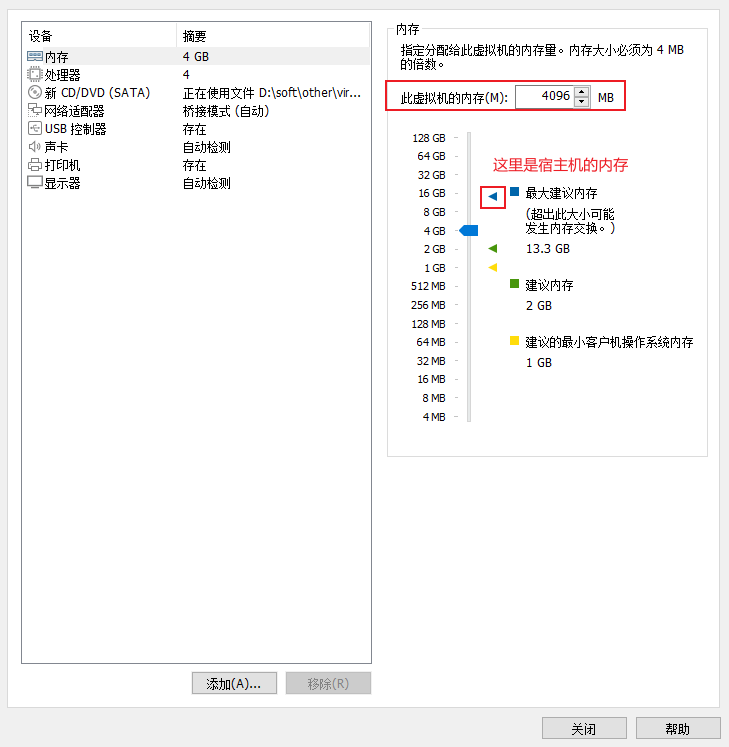 设备 摘要
内存 4 GB
处理器 4
新 CD/DVD (SATA) 正在使用文件 D:\soft\other\vir...
网络适配器 桥接模式 (自动)
USB 控制器 存在
声卡 自动检测
打印机 存在
显示器 自动检测
添加(A)... 移除(R)
内存
指定分配给此虚拟机的内存量。内存大小必须为 4 MB
的倍数。
此虚拟机的内存(M): 4096 MB
128 GB
64 GB
32 GB
16 GB
8 GB
4 GB
2 GB
1 GB
512 MB
256 MB
128 MB
64 MB
32 MB
16 MB
8 MB
4 MB
这里是宿主机的内存
最大建议内存
(超出此大小可能
发生内存交换。)
13.3 GB
建议内存
2 GB
建议的最小客户机操作系统内存
1 GB
关闭 帮助